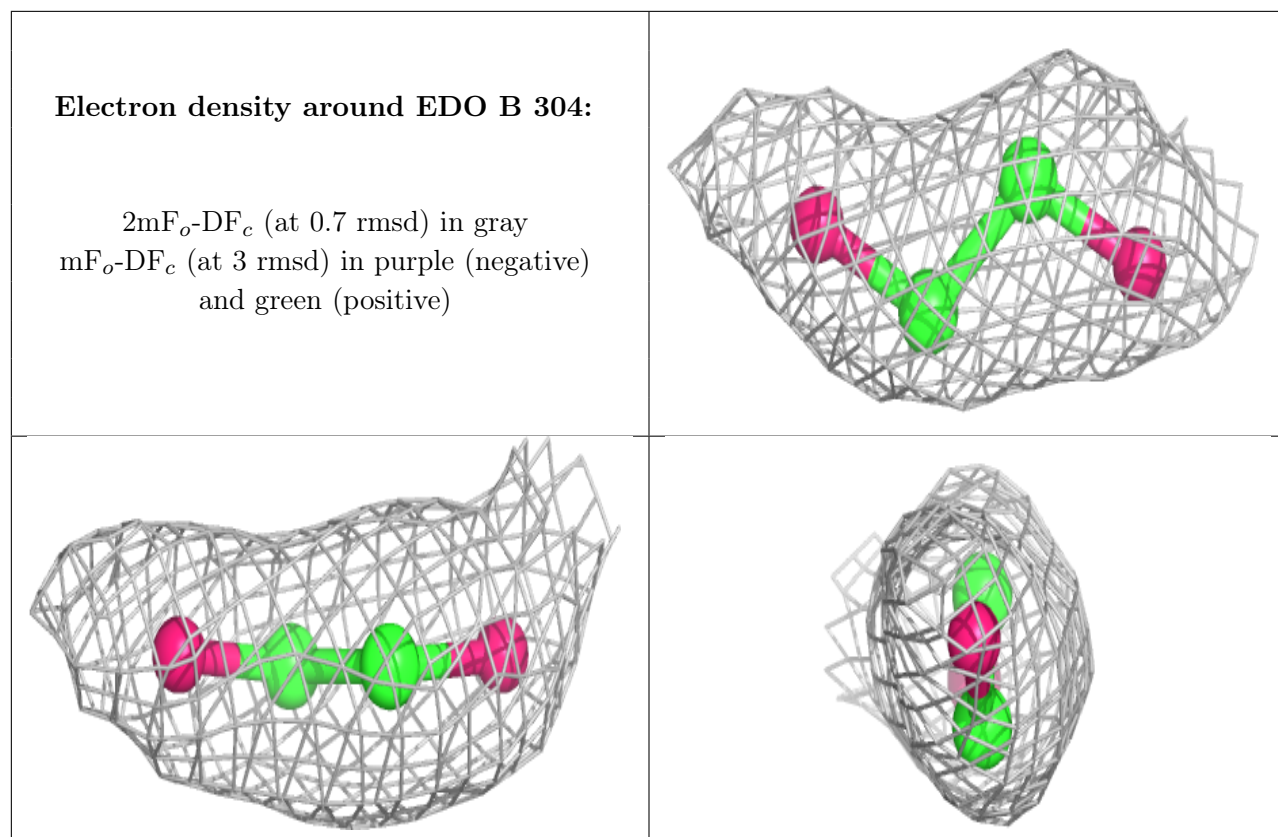 Electron density around EDO B 304:
2mFo-DFc (at 0.7 rmsd) in gray
mFo-DFc (at 3 rmsd) in purple (negative)
and green (positive)